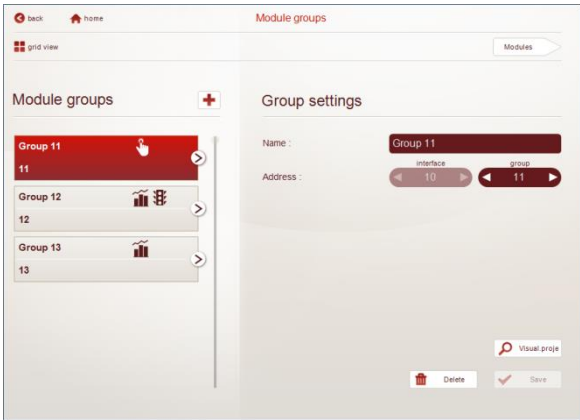 back
home
Module groups
grid view
Modules
Module groups
Group settings
Group 11
11
Group 12
12
Group 13
13
Name :
Group 11
interface
group
Address :
10
11
Visual.proje
Delete
Save